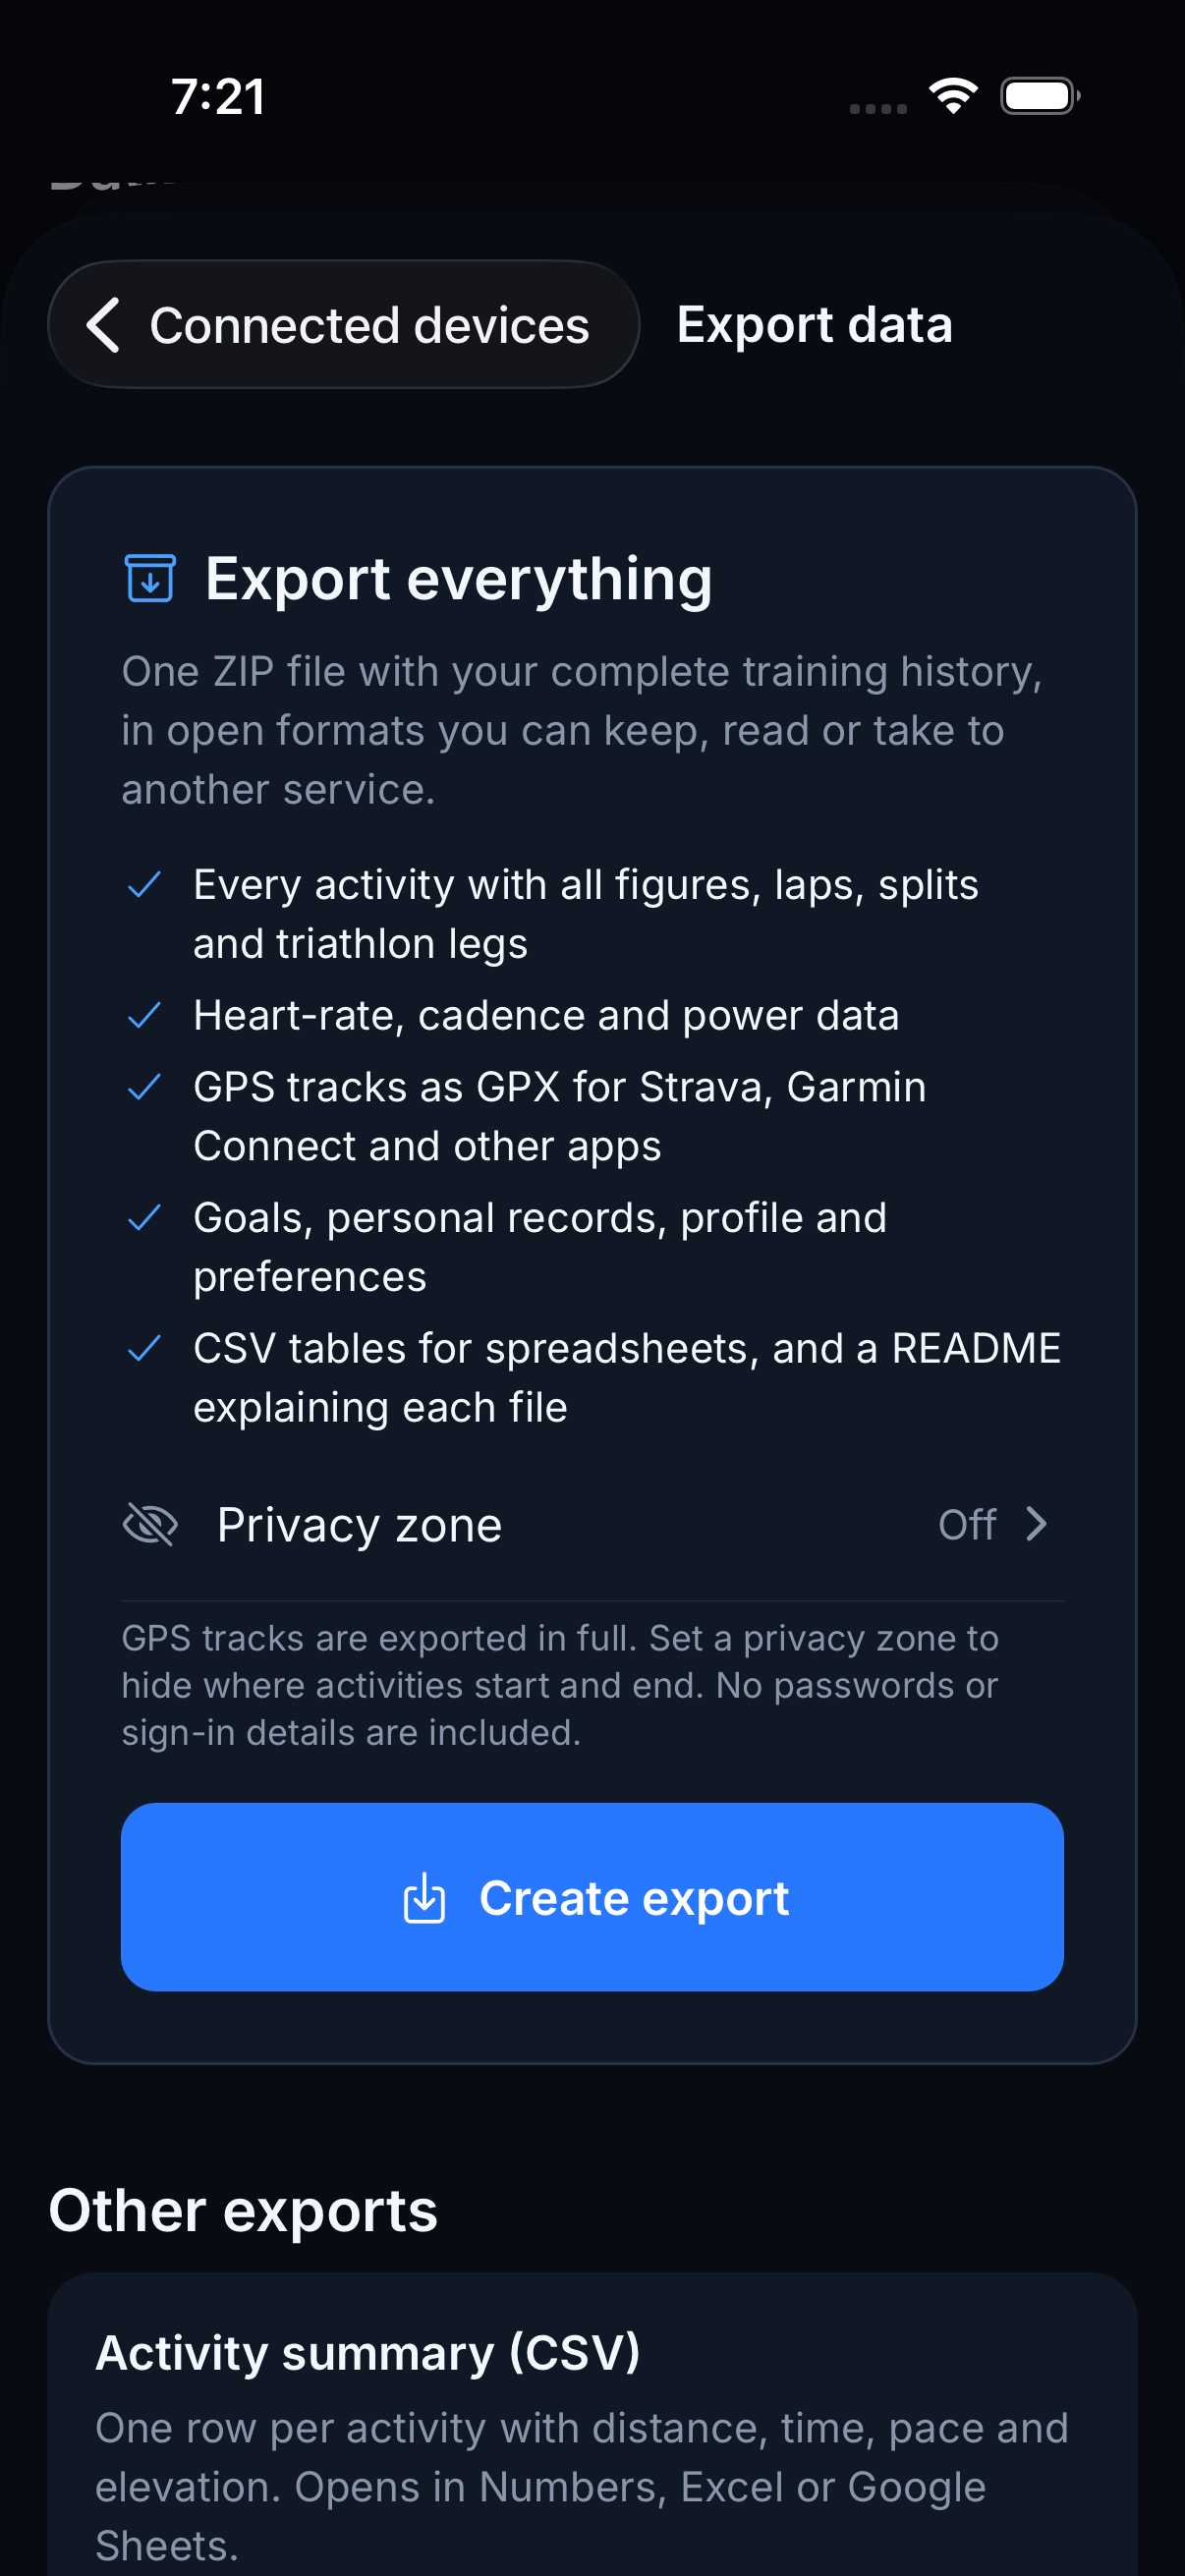 7:21
Connected devices
Export data
Export everything
One ZIP file with your complete training history,
in open formats you can keep, read or take to
another service.
Every activity with all figures, laps, splits
and triathlon legs
Heart-rate, cadence and power data
GPS tracks as GPX for Strava, Garmin
Connect and other apps
Goals, personal records, profile and
preferences
CSV tables for spreadsheets, and a README
explaining each file
Privacy zone
Off
GPS tracks are exported in full. Set a privacy zone to
hide where activities start and end. No passwords or
sign-in details are included.
Create export
Other exports
Activity summary (CSV)
One row per activity with distance, time, pace and
elevation. Opens in Numbers, Excel or Google
Sheets.